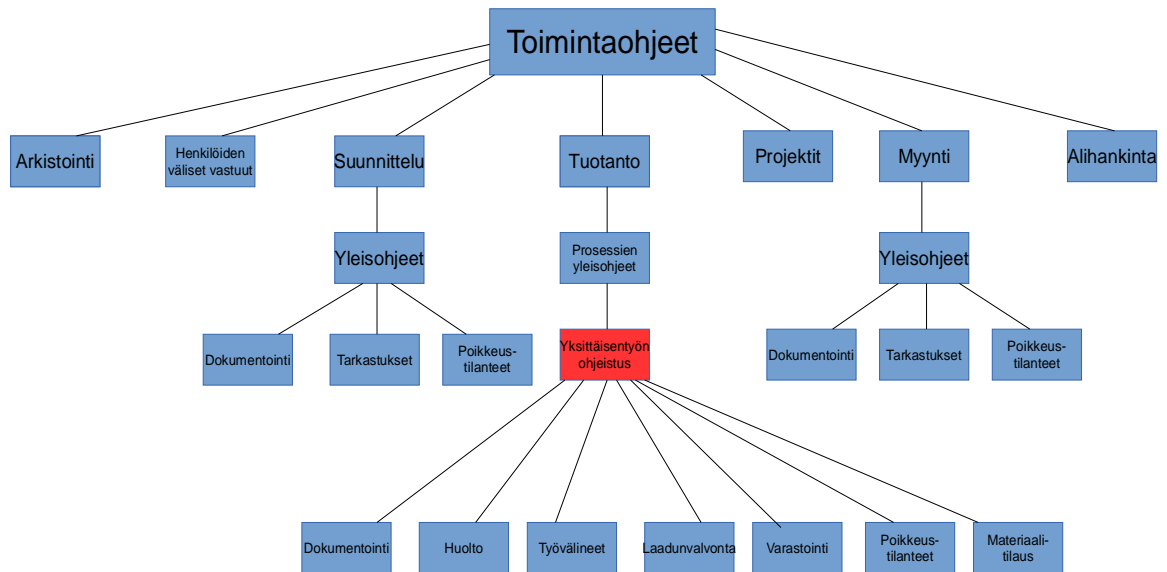 Toimintaohjeet
Arkistointi
Henkilöiden
väliset vastuut
Suunnittelu
Tuotanto
Projektit
Myynti
Alihankinta
Yleisohjeet
Prosessien
yleisohjeet
Yleisohjeet
Dokumentointi
Tarkastukset
Poikkeus-
tilanteet
Yksittäisentyön
ohjeistus
Dokumentointi
Tarkastukset
Poikkeus-
tilanteet
Dokumentointi
Huolto
Työvälineet
Laadunvalvonta
Varastointi
Poikkeus-
tilanteet
Materiaali-
tilaus